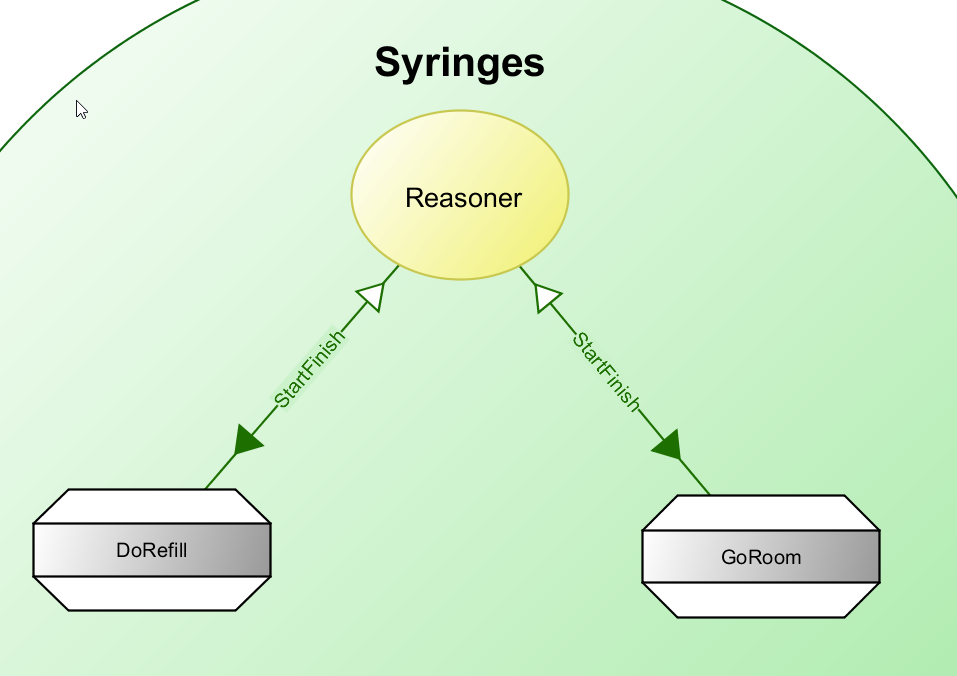 Syringes
Reasoner
StartFinish
StartFinish
DoRefill
GoRoom